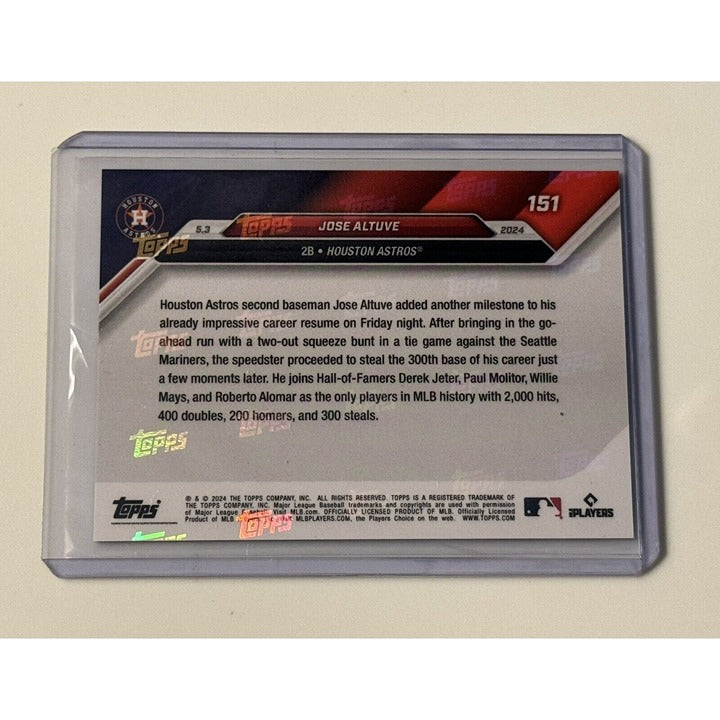 HOUSTON
ASTROS
151
5.3
JOSE ALTUVE
2024
2B • HOUSTON ASTROS®
Houston Astros second baseman Jose Altuve added another milestone to his
already impressive career resume on Friday night. After bringing in the go-
ahead run with a two-out squeeze bunt in a tie game against the Seattle
Mariners, the speedster proceeded to steal the 300th base of his career just
a few moments later. He joins Hall-of-Famers Derek Jeter, Paul Molitor, Willie
Mays, and Roberto Alomar as the only players in MLB history with 2,000 hits,
400 doubles, 200 homers, and 300 steals.
topps
® & © 2024 THE TOPPS COMPANY, INC. ALL RIGHTS RESERVED. TOPPS IS A REGISTERED TRADEMARK OF
THE TOPPS COMPANY, INC. Major League Baseball trademarks and copyrights are used with permission of
Major League Visit MLB.com. OFFICIALLY LICENSED PRODUCT OF MLB. Officially Licensed
Product of MLB MLBPLAYERS.COM, the Players Choice on the web. WWW.TOPPS.COM
PLAYERS